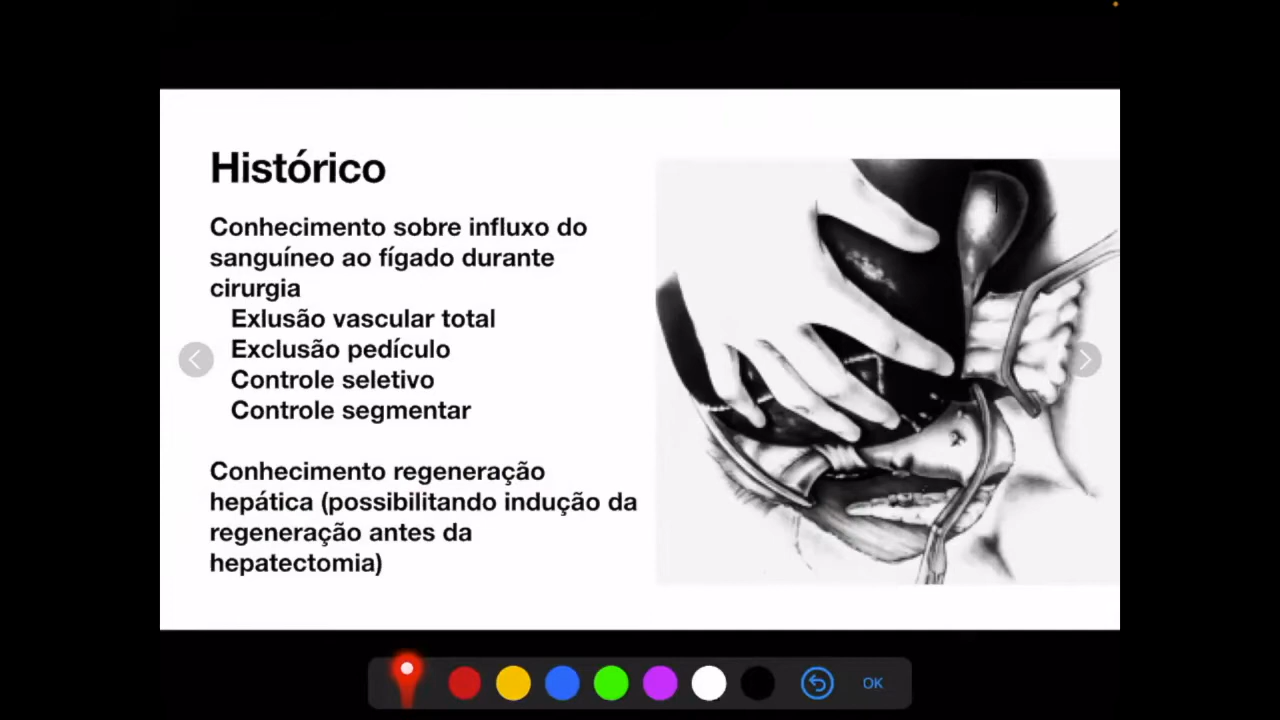 Histórico
Conhecimento sobre influxo do
sanguíneo ao fígado durante
cirurgia
Exlusão vascular total
Exclusão pedículo
Controle seletivo
Controle segmentar
Conhecimento regeneração
hepática (possibilitando indução da
regeneração antes da
hepatectomia)
OK